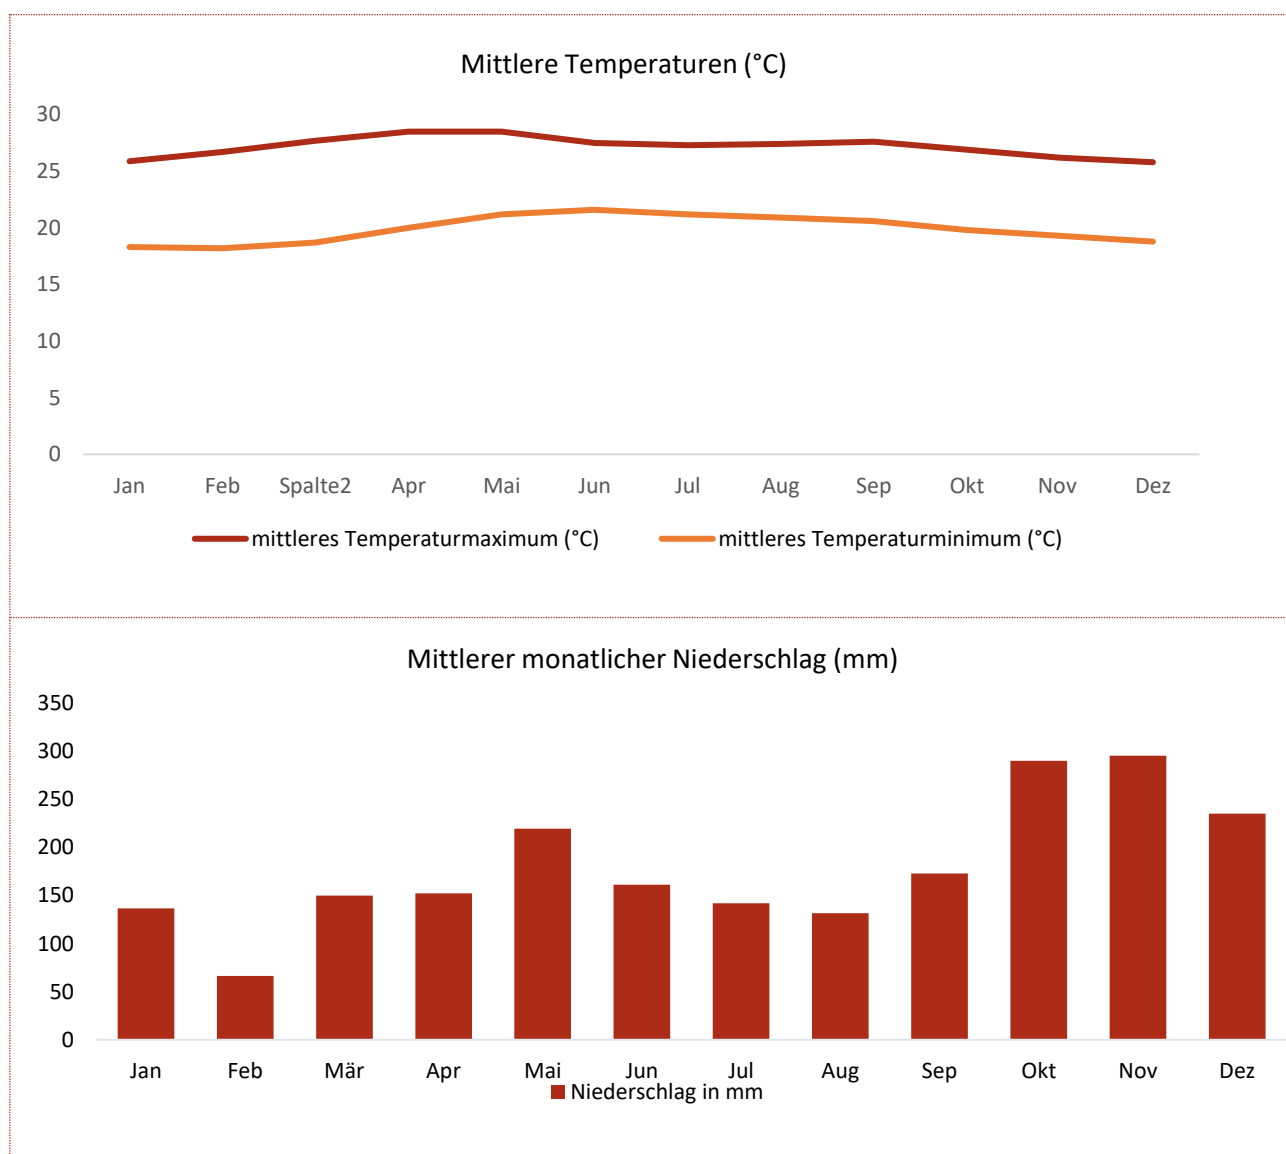 Mittlere Temperaturen (°C)
30
25
20
15
10
5
0
Jan Feb Spalte2 Apr Mai Jun Jul Aug Sep Okt Nov Dez
mittleres Temperaturmaximum (°C) mittleres Temperaturminimum (°C)
Mittlerer monatlicher Niederschlag (mm)
350
300
250
200
150
100
50
0
Jan Feb Mär Apr Mai Jun Jul Aug Sep Okt Nov Dez
Niederschlag in mm